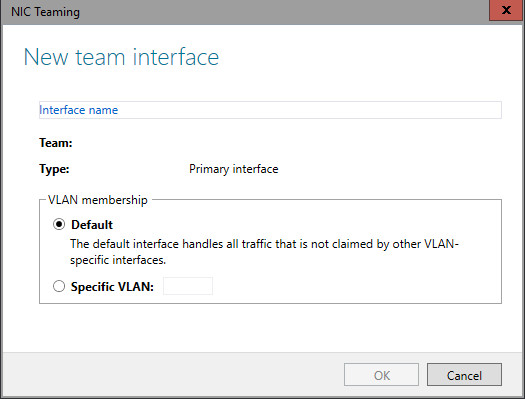 NIC Teaming
X
New team interface
Interface name
Team:
Type: Primary interface
VLAN membership
Default
The default interface handles all traffic that is not claimed by other VLAN-
specific interfaces.
Specific VLAN:
OK Cancel